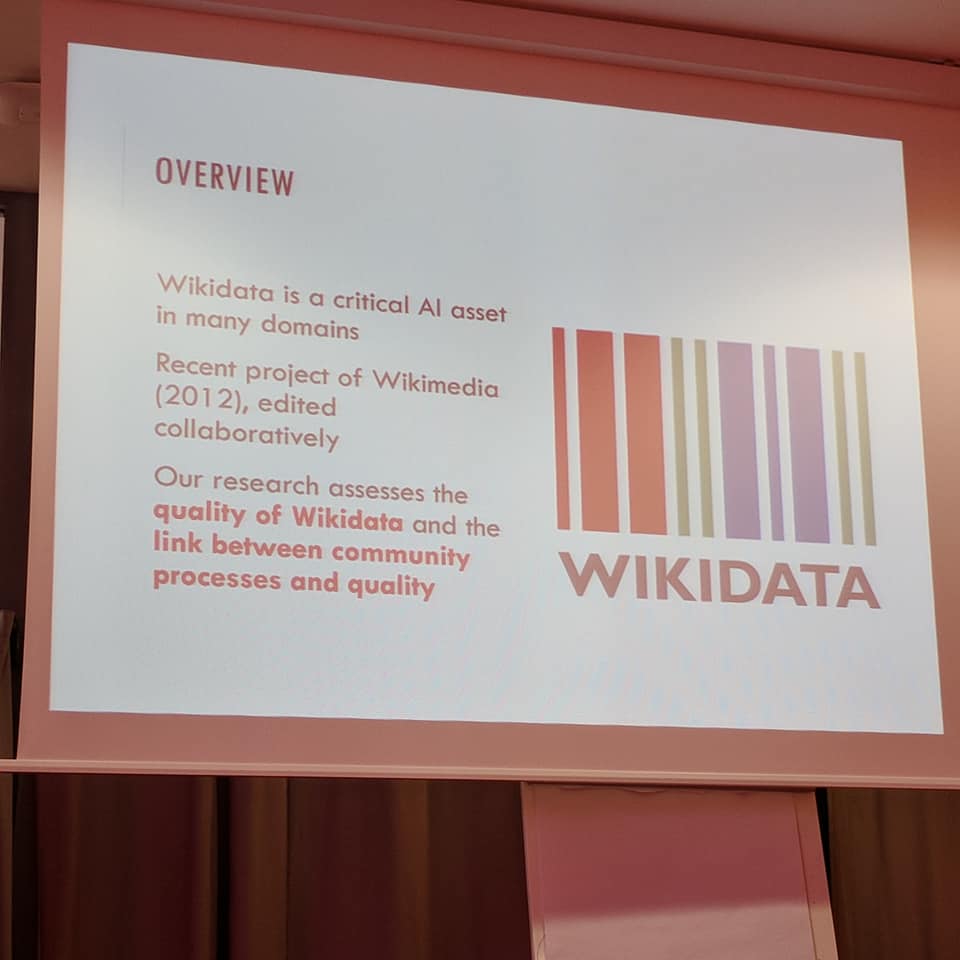 OVERVIEW
Wikidata is a critical AI asset
in many domains
Recent project of Wikimedia
(2012), edited
collaboratively
Our research assesses the
quality of Wikidata and the
link between community
processes and quality
WIKIDATA